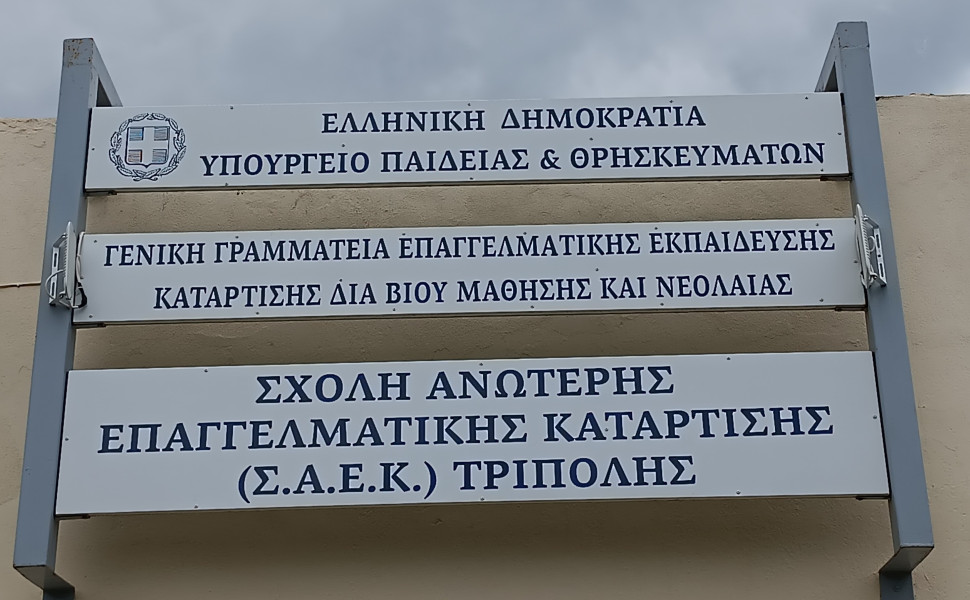 ΕΛΛΗΝΙΚΗ ΔΗΜΟΚΡΑΤΙΑ
ΥΠΟΥΡΓΕΙΟ ΠΑΙΔΕΙΑΣ & ΘΡΗΣΚΕΥΜΑΤΩΝ
ΓΕΝΙΚΗ ΓΡΑΜΜΑΤΕΙΑ ΕΠΑΓΓΕΛΜΑΤΙΚΗΣ ΕΚΠΑΙΔΕΥΣΗΣ
ΚΑΤΑΡΤΙΣΗΣ ΔΙΑ ΒΙΟΥ ΜΑΘΗΣΗΣ ΚΑΙ ΝΕΟΛΑΙΑΣ
ΣΧΟΛΗ ΑΝΩΤΕΡΗΣ
ΕΠΑΓΓΕΛΜΑΤΙΚΗΣ ΚΑΤΑΡΤΙΣΗΣ
(Σ.Α.Ε.Κ.) ΤΡΙΠΟΛΗΣ